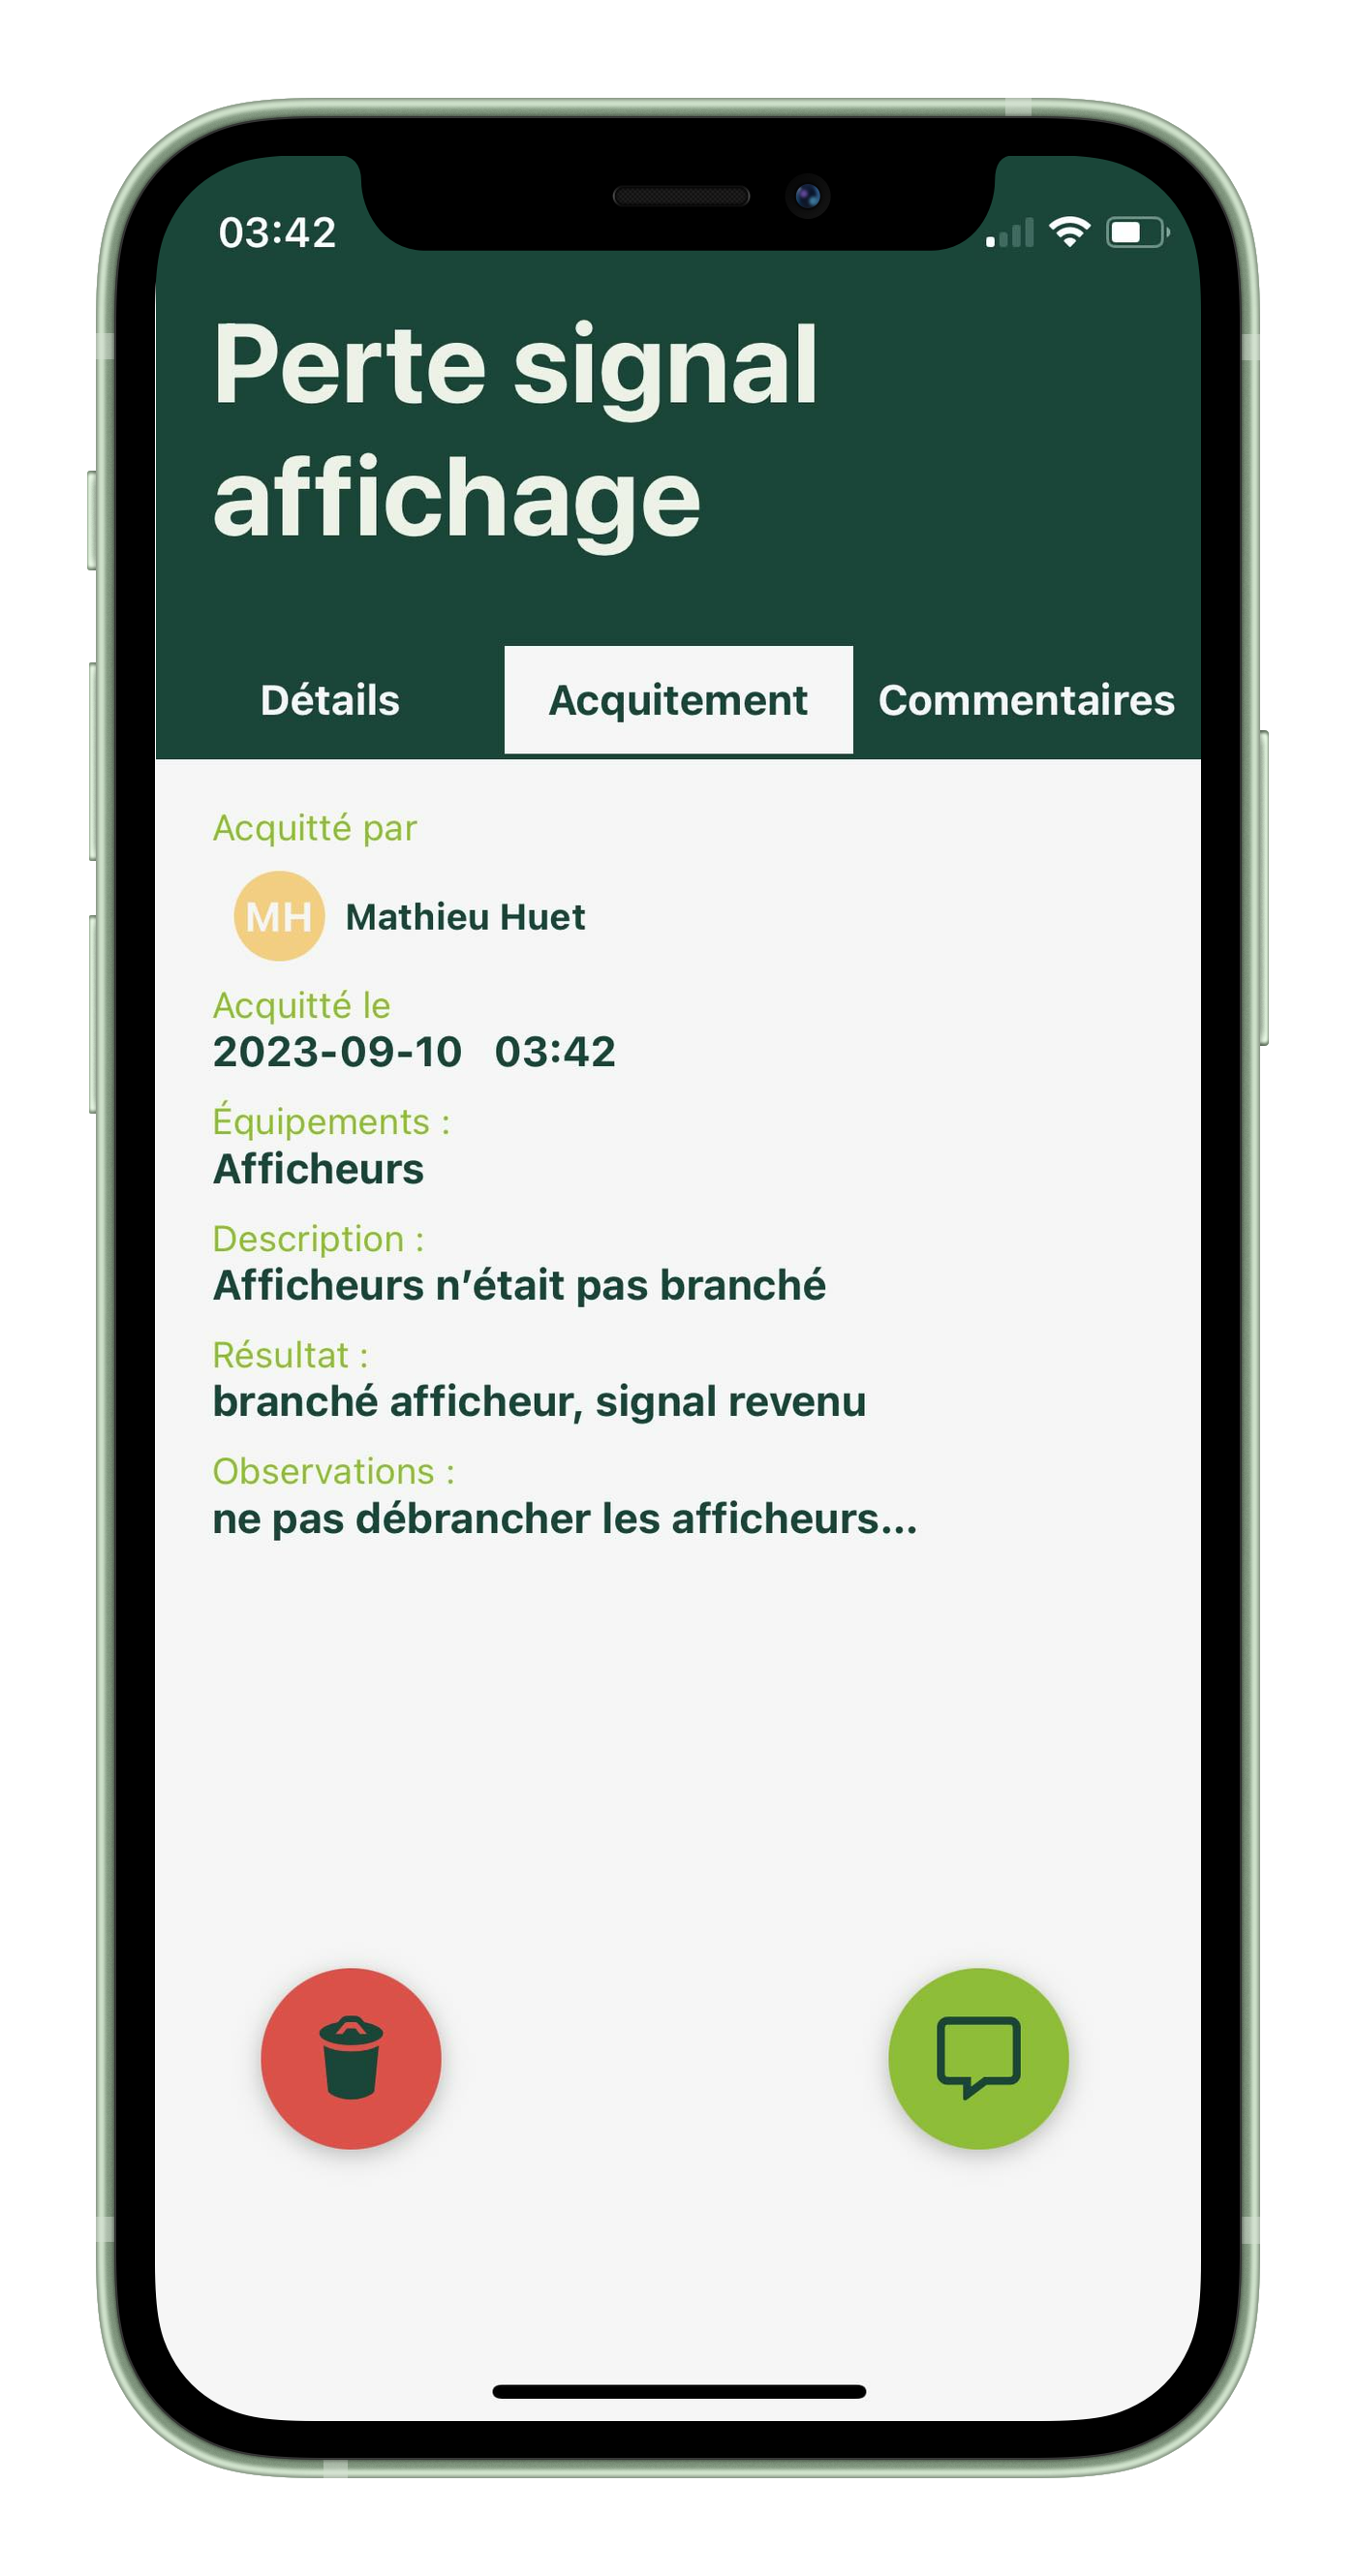 03:42
Perte signal
affichage
Détails Acquitement Commentaires
Acquitté par
MH Mathieu Huet
Acquitté le
2023-09-10 03:42
Équipements :
Afficheurs
Description :
Afficheurs n’était pas branché
Résultat :
branché afficheur, signal revenu
Observations :
ne pas débrancher les afficheurs...